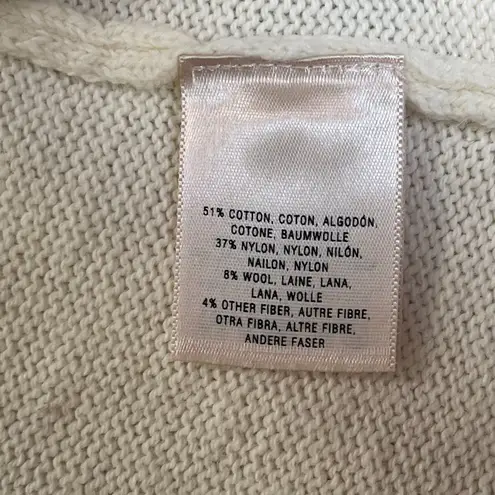 51% COTTON, COTON, ALGODÓN,
COTONE, BAUMWOLLE
37% NYLON, NYLON, NILÓN,
NAILON, NYLON
8% WOOL, LAINE, LANA,
LANA, WOLLE
4% OTHER FIBER, AUTRE FIBRE,
OTRA FIBRA, ALTRE FIBRE,
ANDERE FASER